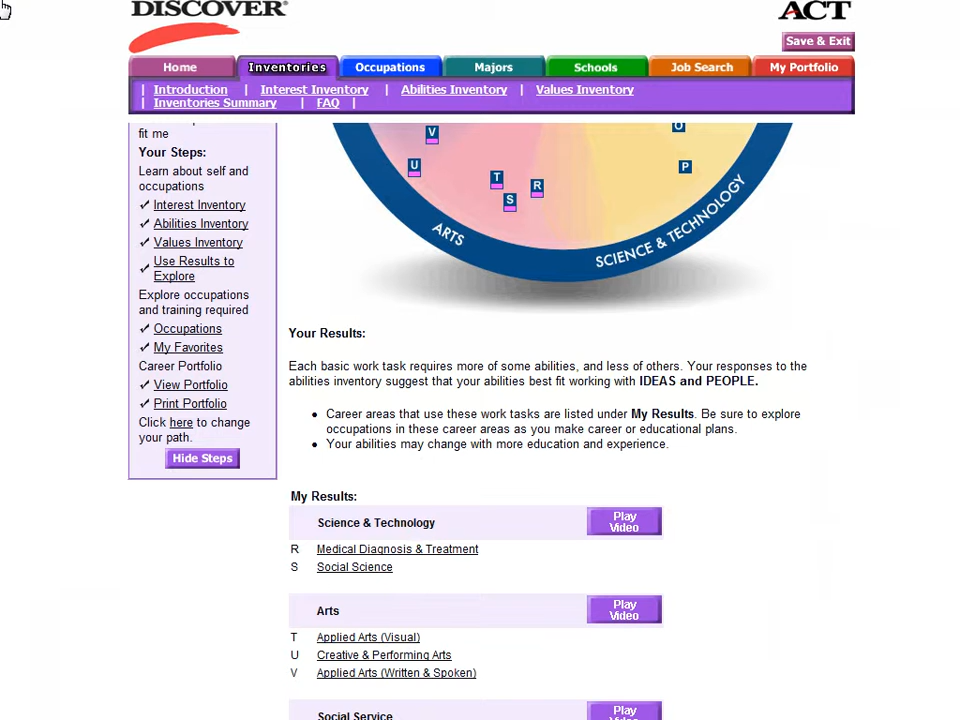 DISCOVER®
ACT
Save & Exit
Home
Inventories
Occupations
Majors
Schools
Job Search
My Portfolio
| Introduction | Interest Inventory | Abilities Inventory | Values Inventory
| Inventories Summary | FAQ |
fit me
Your Steps:
Learn about self and
occupations
Interest Inventory
Abilities Inventory
Values Inventory
Use Results to
Explore
Explore occupations
and training required
Occupations
My Favorites
Career Portfolio
View Portfolio
Print Portfolio
Click here to change
your path.
Hide Steps
V
U
T
S
R
O
P
ARTS
SCIENCE & TECHNOLOGY
Your Results:
Each basic work task requires more of some abilities, and less of others. Your responses to the
abilities inventory suggest that your abilities best fit working with IDEAS and PEOPLE.
• Career areas that use these work tasks are listed under My Results. Be sure to explore
occupations in these career areas as you make career or educational plans.
• Your abilities may change with more education and experience.
My Results:
Science & Technology
Play
Video
R Medical Diagnosis & Treatment
S Social Science
Arts
Play
Video
T Applied Arts (Visual)
U Creative & Performing Arts
V Applied Arts (Written & Spoken)
Social Service
Play
Video